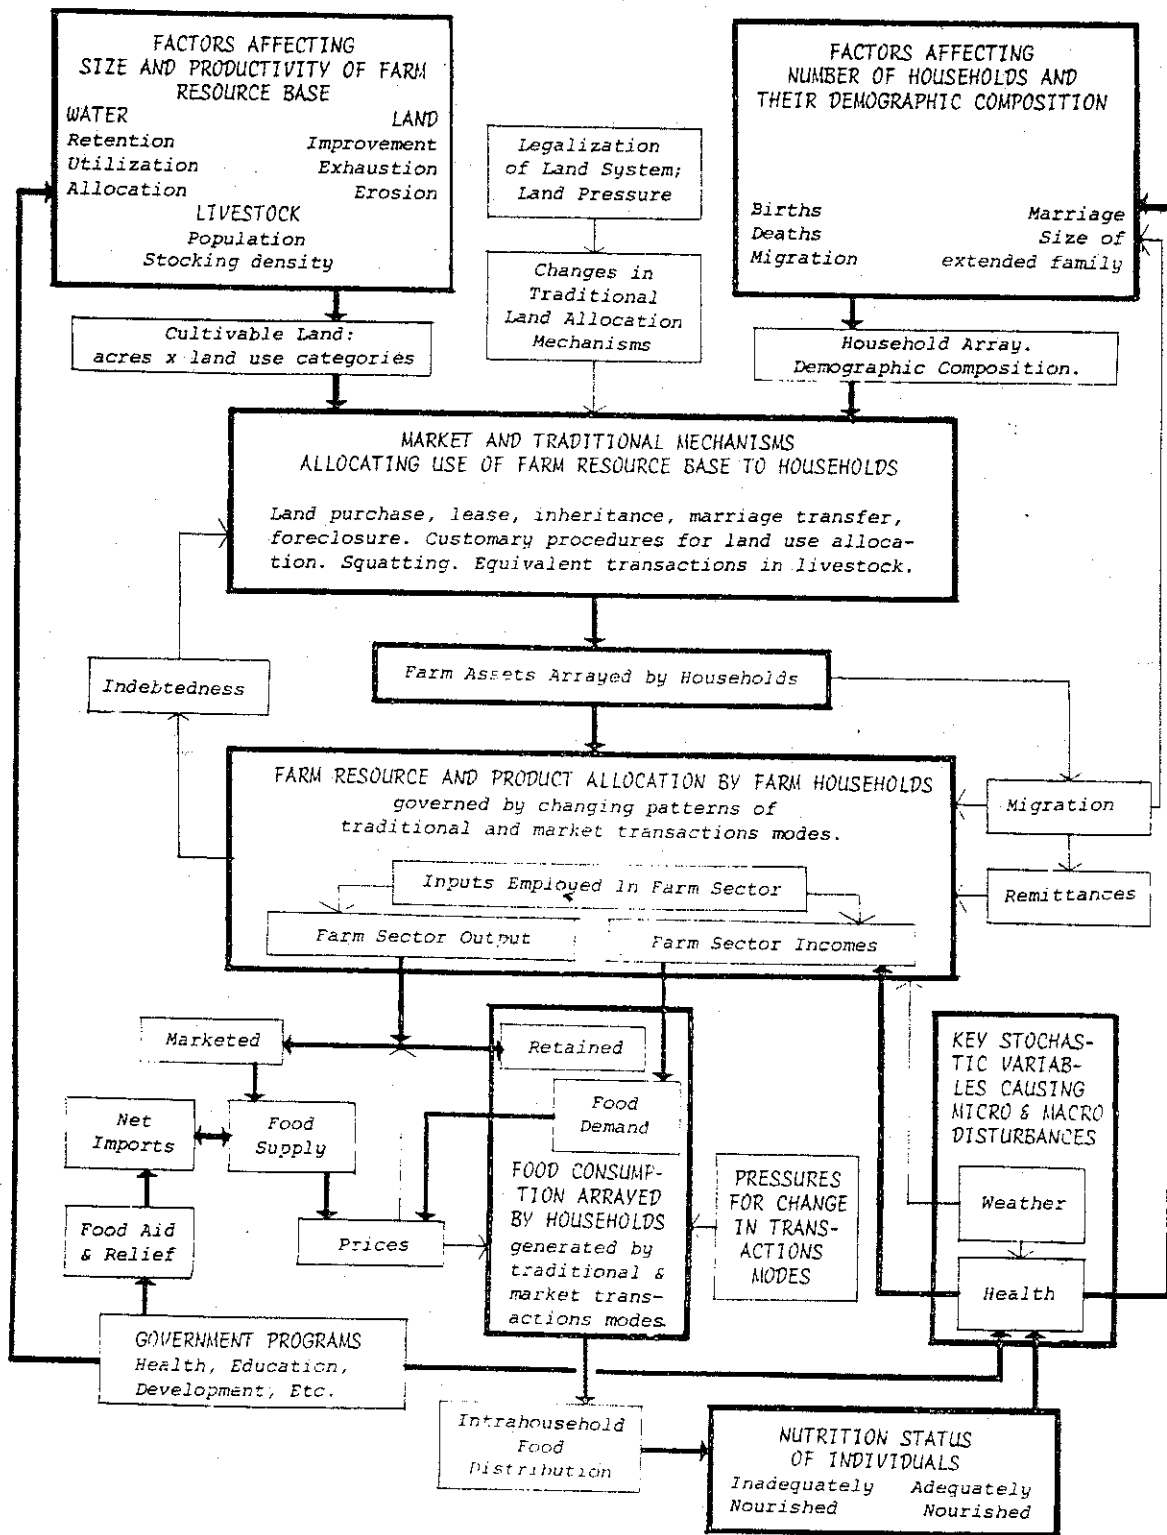 FACTORS AFFECTING
SIZE AND PRODUCTIVITY OF FARM
RESOURCE BASE
WATER LAND
Retention Improvement
Utilization Exhaustion
Allocation Erosion
LIVESTOCK
Population
Stocking density
Legalization
of Land System;
Land Pressure
FACTORS AFFECTING
NUMBER OF HOUSEHOLDS AND
THEIR DEMOGRAPHIC COMPOSITION
Births Marriage
Deaths Size of
Migration extended family
Changes in
Traditional
Land Allocation
Mechanisms
Cultivable Land:
acres x land use categories
Household Array.
Demographic Composition.
MARKET AND TRADITIONAL MECHANISMS
ALLOCATING USE OF FARM RESOURCE BASE TO HOUSEHOLDS
Land purchase, lease, inheritance, marriage transfer,
foreclosure. Customary procedures for land use alloca-
tion. Squatting. Equivalent transactions in livestock.
Indebtedness
Farm Assets Arrayed by Households
FARM RESOURCE AND PRODUCT ALLOCATION BY FARM HOUSEHOLDS
governed by changing patterns of
traditional and market transactions modes.
Migration
Inputs Employed In Farm Sector
Remittances
Farm Sector Output
Farm Sector Incomes
Marketed
Retained
KEY STOCHAS-
TIC VARIAB-
LES CAUSING
MICRO & MACRO
DISTURBANCES
Net
Imports
Food
Supply
Food
Demand
FOOD CONSUMP-
TION ARRAYED
BY HOUSEHOLDS
generated by
traditional &
market trans-
actions modes.
PRESSURES
FOR CHANGE
IN TRANS-
ACTIONS
MODES
Weather
Food Aid
& Relief
Prices
Health
GOVERNMENT PROGRAMS
Health, Education,
Development, Etc.
Intrahousehold
Food
Distribution
NUTRITION STATUS
OF INDIVIDUALS
Inadequately Adequately
Nourished Nourished